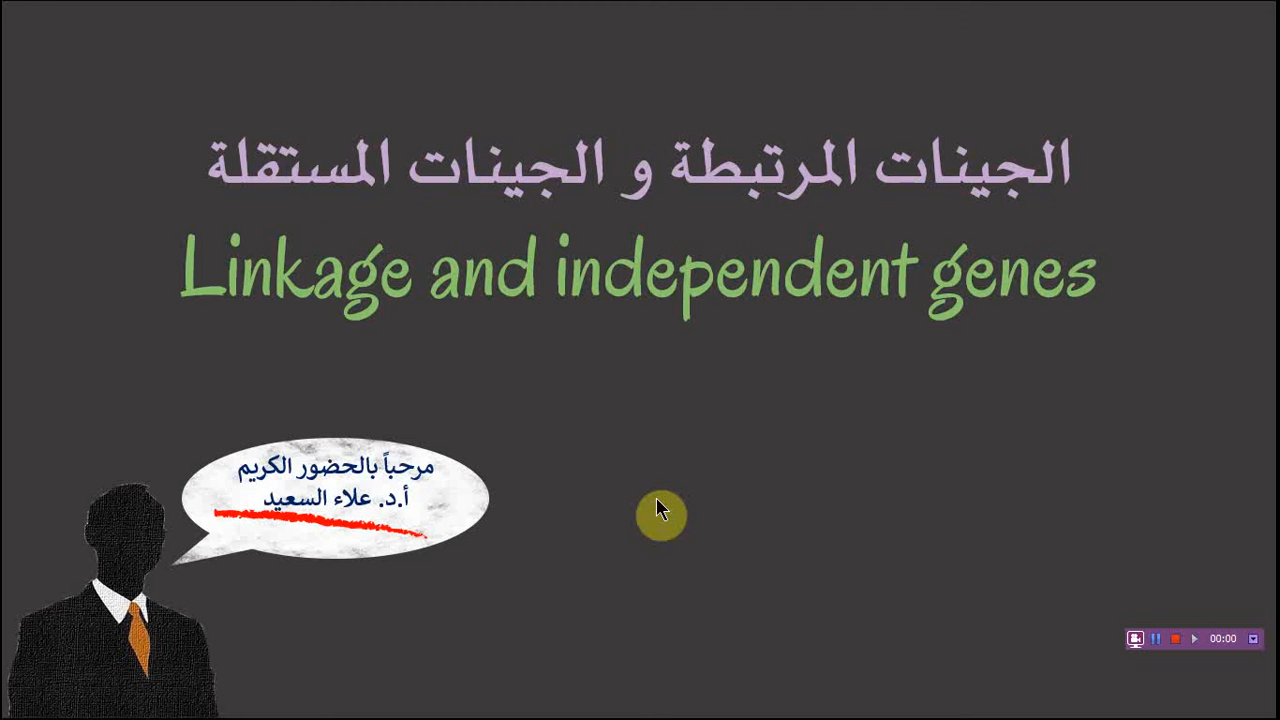 الجينات المرتبطة و الجينات المستقلة
Linkage and independent genes
مرحباً بالحضور الكريم
أ.د. علاء السعيد
00:00